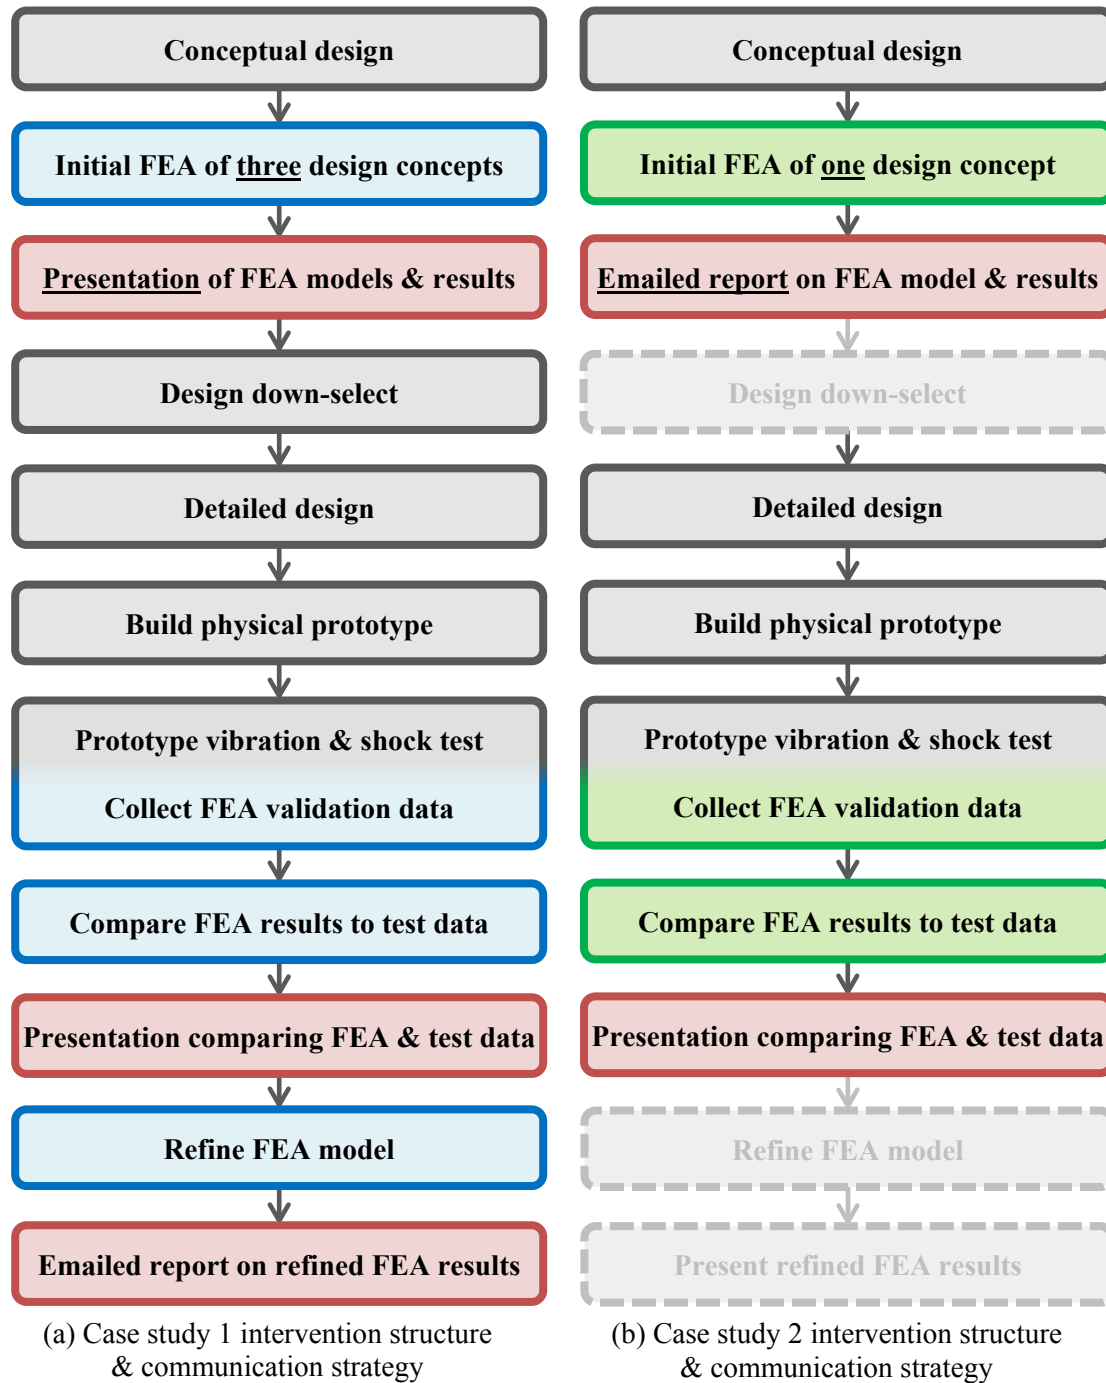 Conceptual design
Initial FEA of three design concepts
Presentation of FEA models & results
Design down-select
Detailed design
Build physical prototype
Prototype vibration & shock test
Collect FEA validation data
Compare FEA results to test data
Presentation comparing FEA & test data
Refine FEA model
Emailed report on refined FEA results
(a) Case study 1 intervention structure
& communication strategy
Conceptual design
Initial FEA of one design concept
Emailed report on FEA model & results
Design down-select
Detailed design
Build physical prototype
Prototype vibration & shock test
Collect FEA validation data
Compare FEA results to test data
Presentation comparing FEA & test data
Refine FEA model
Present refined FEA results
(b) Case study 2 intervention structure
& communication strategy